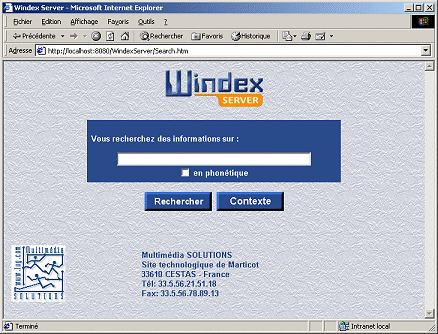 Windex Server - Microsoft Internet Explorer
Fichier Edition Affichage Favoris Outils ?
Précédente Rechercher Favoris Historique
Adresse http://localhost:8080/WindexServer/Search.htm
Windex
SERVER
Vous recherchez des informations sur :
en phonétique
Rechercher Contexte
Multimédia
SOLUTIONS
Multimédia SOLUTIONS
Site technologique de Marticot
33610 CESTAS - France
Tél: 33.5.56.21.51.18
Fax: 33.5.56.78.89.13
Terminé Intranet local